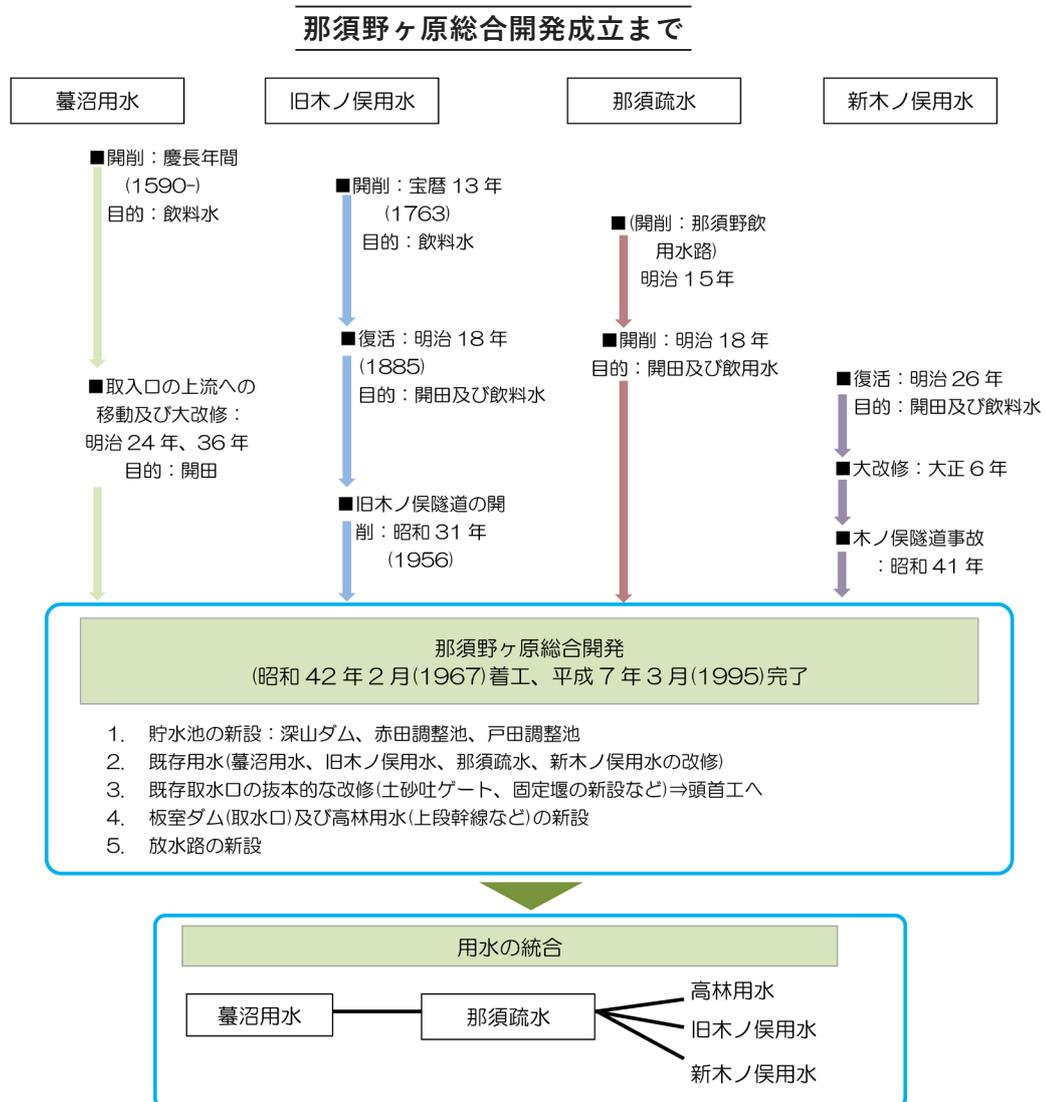 那須野ヶ原総合開発成立まで
蟇沼用水
旧木ノ俣用水
那須疏水
新木ノ俣用水
■開削：慶長年間
(1590-)
目的：飲料水
■取入口の上流への
移動及び大改修：
明治 24 年、36 年
目的：開田
■開削：宝暦 13 年
(1763)
目的：飲料水
■復活：明治 18 年
(1885)
目的：開田及び飲料水
■旧木ノ俣隧道の開
削：昭和 31 年
(1956)
■(開削：那須野飲
用水路)
明治 15年
■開削：明治 18 年
目的：開田及び飲用水
■復活：明治 26 年
目的：開田及び飲料水
■大改修：大正 6 年
■木ノ俣隧道事故
：昭和 41 年
那須野ヶ原総合開発
(昭和 42 年 2 月(1967)着工、平成 7 年 3 月(1995)完了
1. 貯水池の新設：深山ダム、赤田調整池、戸田調整池
2. 既存用水(蟇沼用水、旧木ノ俣用水、那須疏水、新木ノ俣用水の改修)
3. 既存取水口の抜本的な改修(土砂吐ゲート、固定堰の新設など)⇒頭首工へ
4. 板室ダム(取水口)及び高林用水(上段幹線など)の新設
5. 放水路の新設
用水の統合
蟇沼用水
那須疏水
高林用水
旧木ノ俣用水
新木ノ俣用水